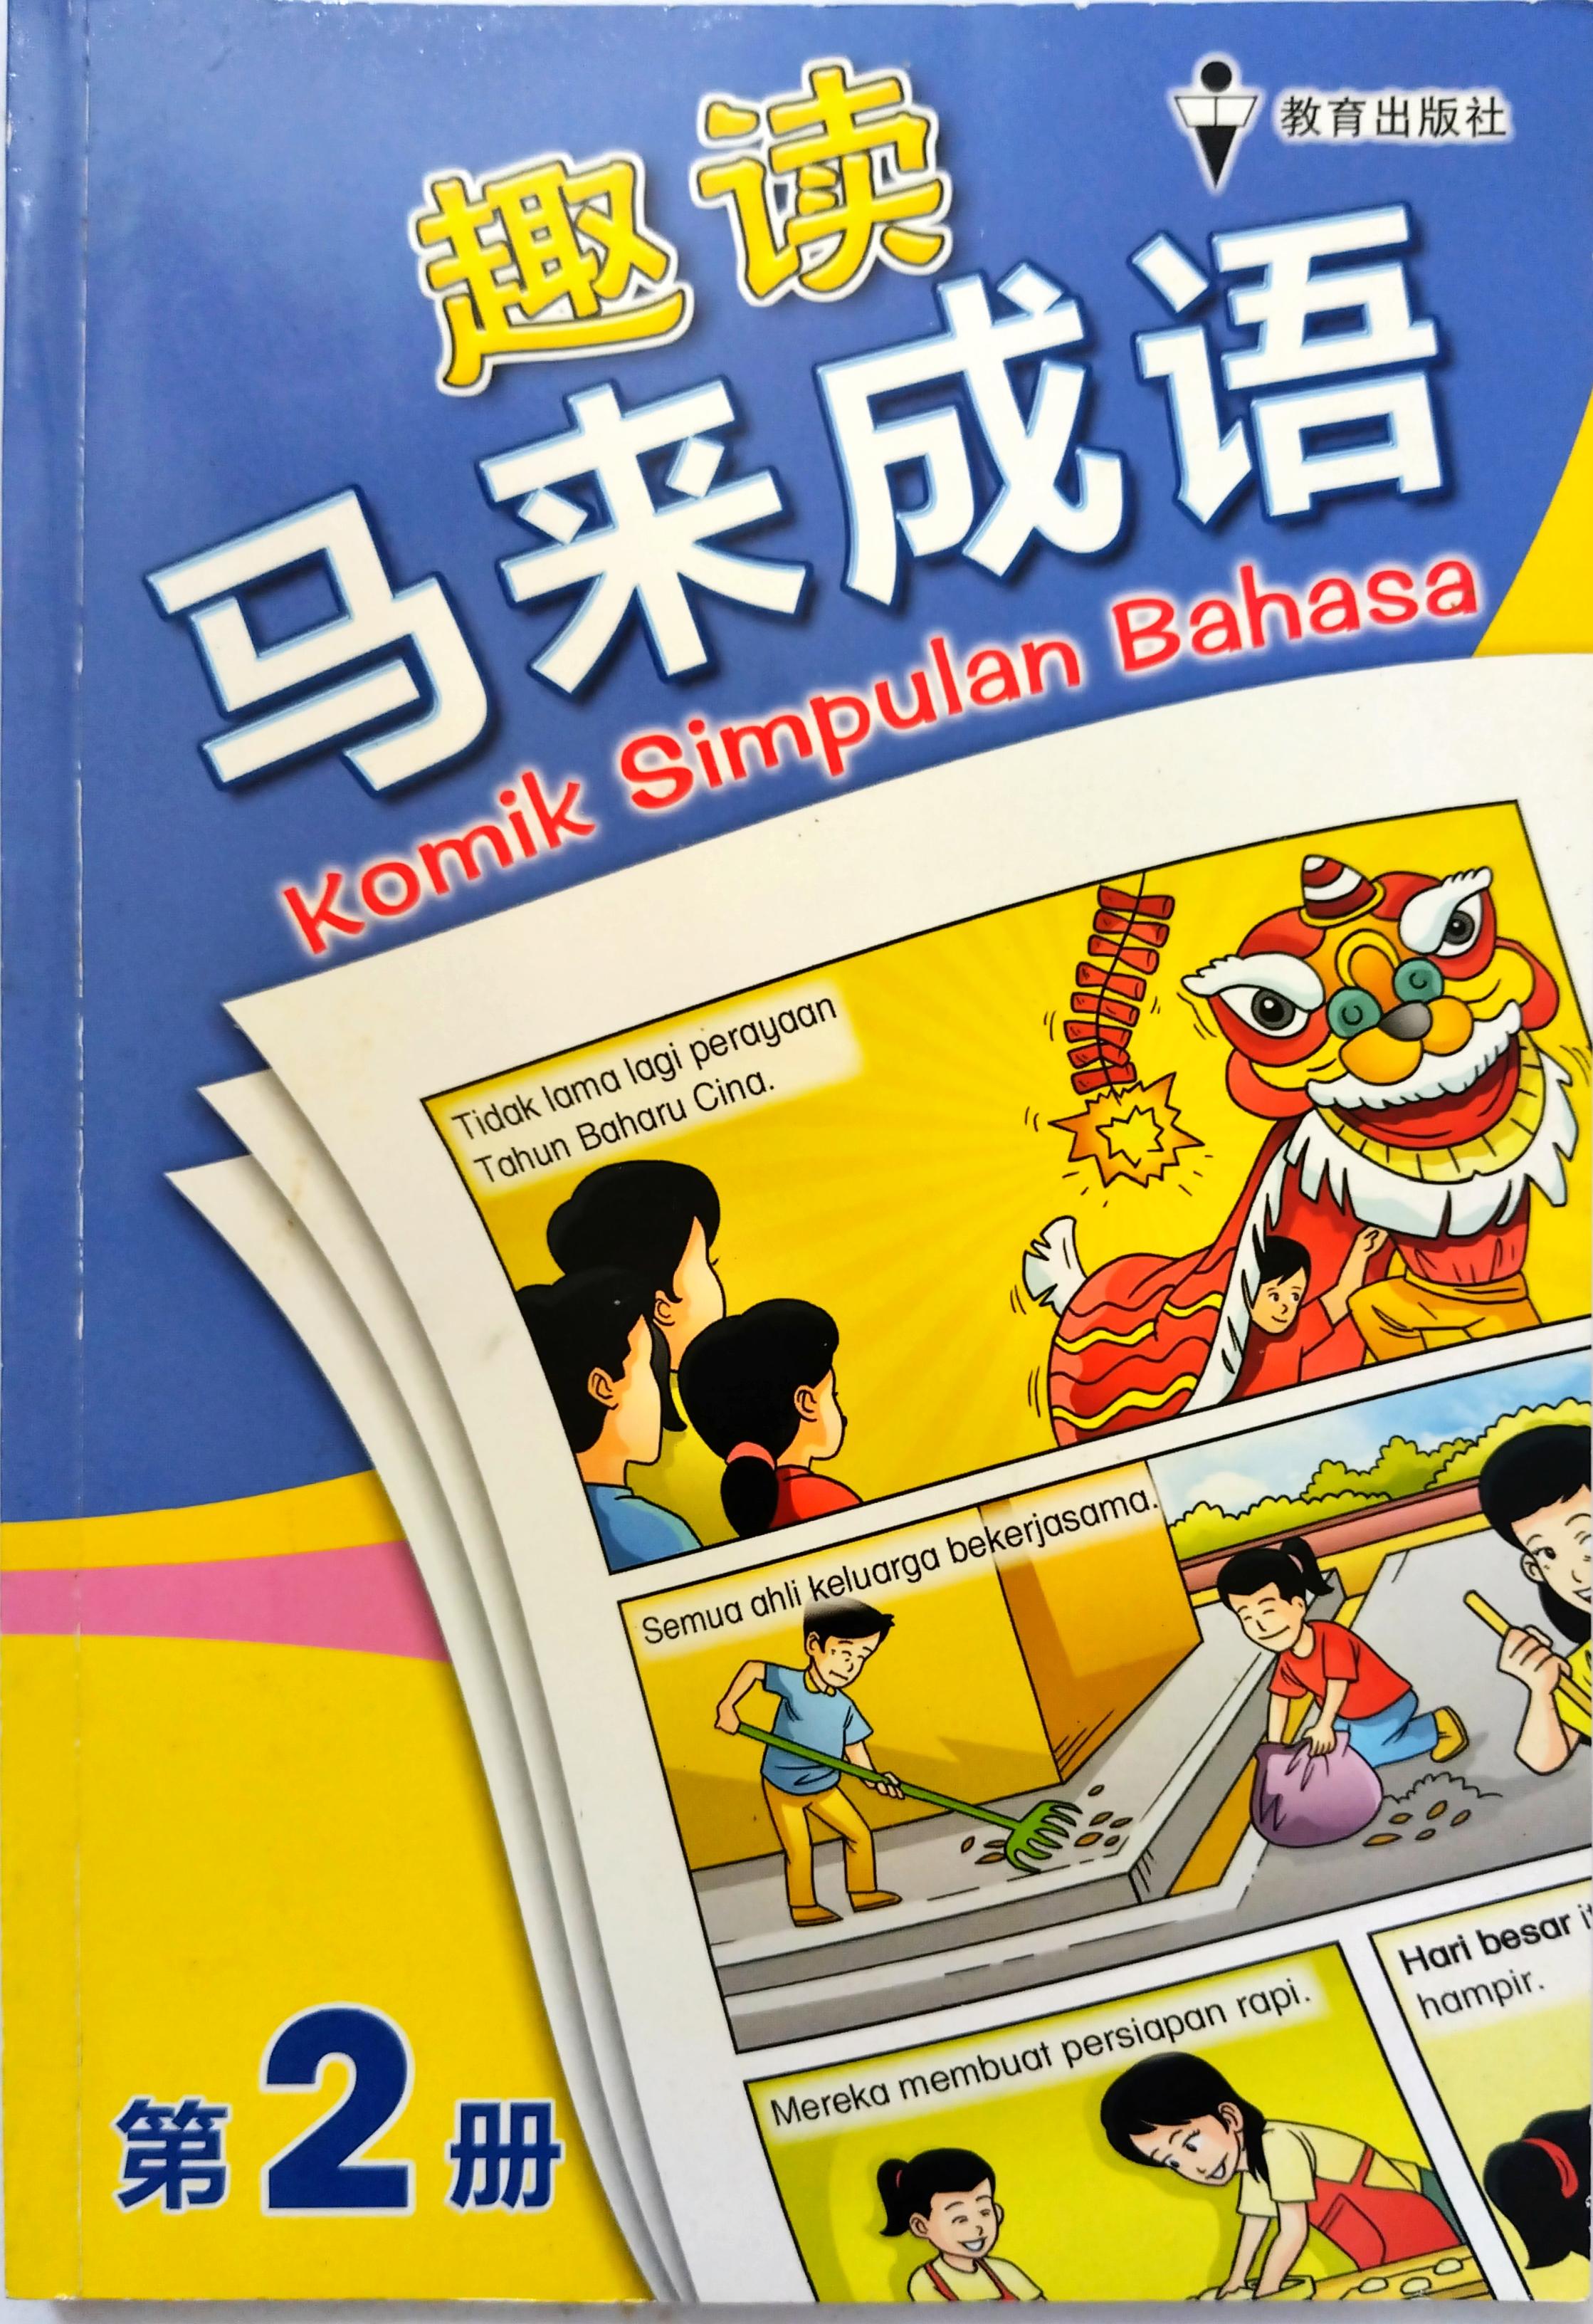 教育出版社
趣读
马来成语
Komik Simpulan Bahasa
Tidak lama lagi perayaan
Tahun Baharu Cina.
Semua ahli keluarga bekerjasama.
Mereka membuat persiapan rapi.
Hari besar
hampir.
第2册